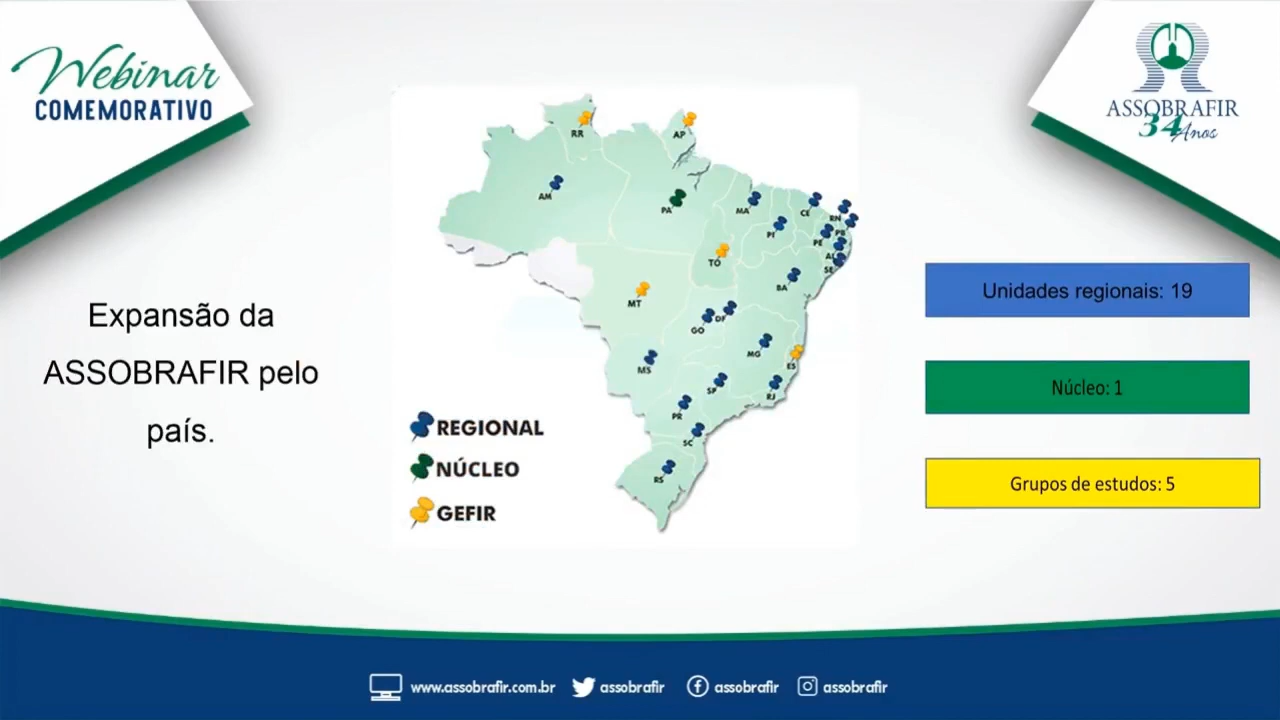 Webinar
COMEMORATIVO
ASSOBRAFIR
34 Anos
Expansão da
ASSOBRAFIR pelo
país.
RR
AP
AM
PA
MA
CE
RN
PI
PB
PE
AL
SE
TO
BA
MT
GO
DF
MG
ES
MS
SP
RJ
PR
SC
RS
REGIONAL
NÚCLEO
GEFIR
Unidades regionais: 19
Núcleo: 1
Grupos de estudos: 5
www.assobrafir.com.br assobrafir assobrafir assobrafir